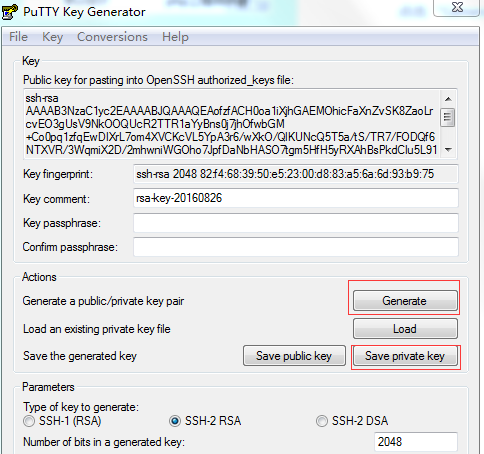 PuTTY Key Generator
File Key Conversions Help
Key
Public key for pasting into OpenSSH authorized_keys file:
ssh-rsa
AAAAB3NzaC1yc2EAAAABJQAAAQEAofzfACH0oa1iXjhGAEMOhicFaXnZvSK8ZaoLr
cvEO3gUsV9NkOOQUcR2TTR1aYyBns0j7jhOfwbGM
+Co0pq1zfqEwDIXrL7om4XVCKcVL5YpA3r6/wXkO/QIKUNcQ5T5a/tS/TR7/FODQf6
NTXVR/3WqmiX2D/2mhwniWGOho7JpfDaNbHASO7tgm5HfH5yRXAhBsPkdClu5L91
Key fingerprint: ssh-rsa 2048 82:f4:68:39:50:e5:23:00:d8:83:a5:6a:6d:93:b9:75
Key comment: rsa-key-20160826
Key passphrase:
Confirm passphrase:
Actions
Generate a public/private key pair Generate
Load an existing private key file Load
Save the generated key Save public key Save private key
Parameters
Type of key to generate:
SSH-1 (RSA) SSH-2 RSA SSH-2 DSA
Number of bits in a generated key: 2048